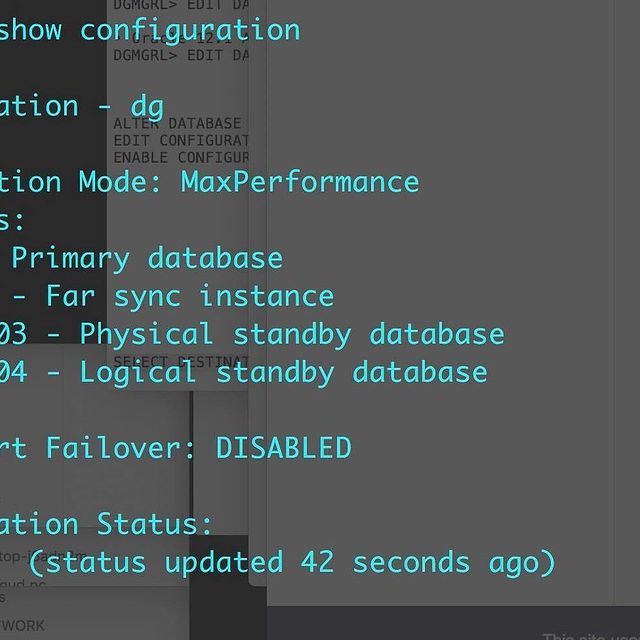 DGMGRL> EDIT DA
show configuration
DGMGRL> EDIT DA
ation - dg
ALTER DATABASE
EDIT CONFIGURAT
ENABLE CONFIGUR
tion Mode: MaxPerformance
s:
Primary database
- Far sync instance
03 - Physical standby database
SELECT DESTINAT
04 - Logical standby database
rt Failover: DISABLED
ation Status:
(status updated 42 seconds ago)
s
WORK
This site use